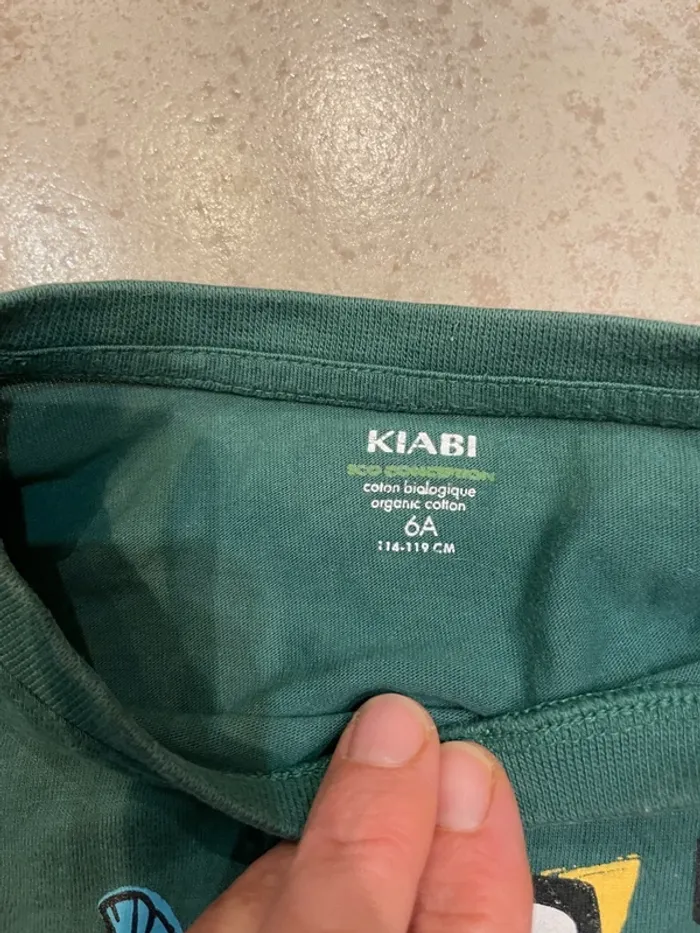 KIABI
ECO CONCEPTION
coton biologique
organic cotton
6A
114-119 CM